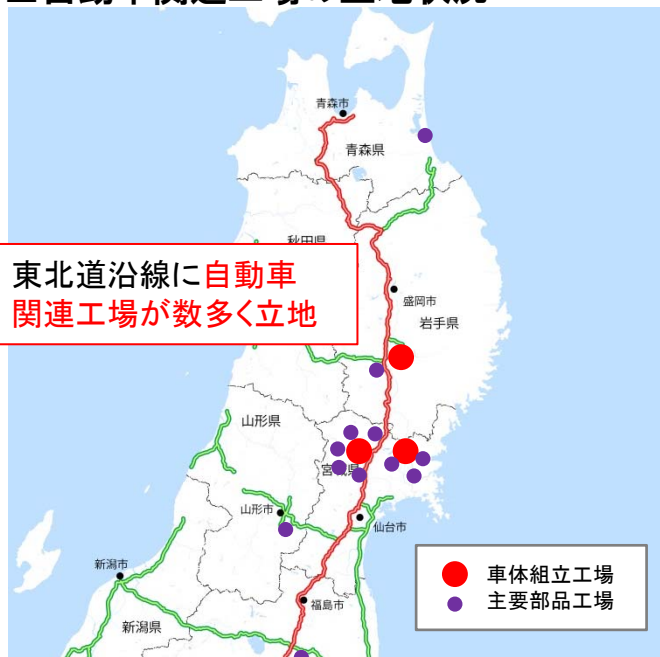 青森市
青森県
秋田県
東北道沿線に自動車
関連工場が数多く立地
盛岡市
岩手県
山形県
宮城県
山形市
仙台市
新潟市
福島市
新潟県
車体組立工場
主要部品工場